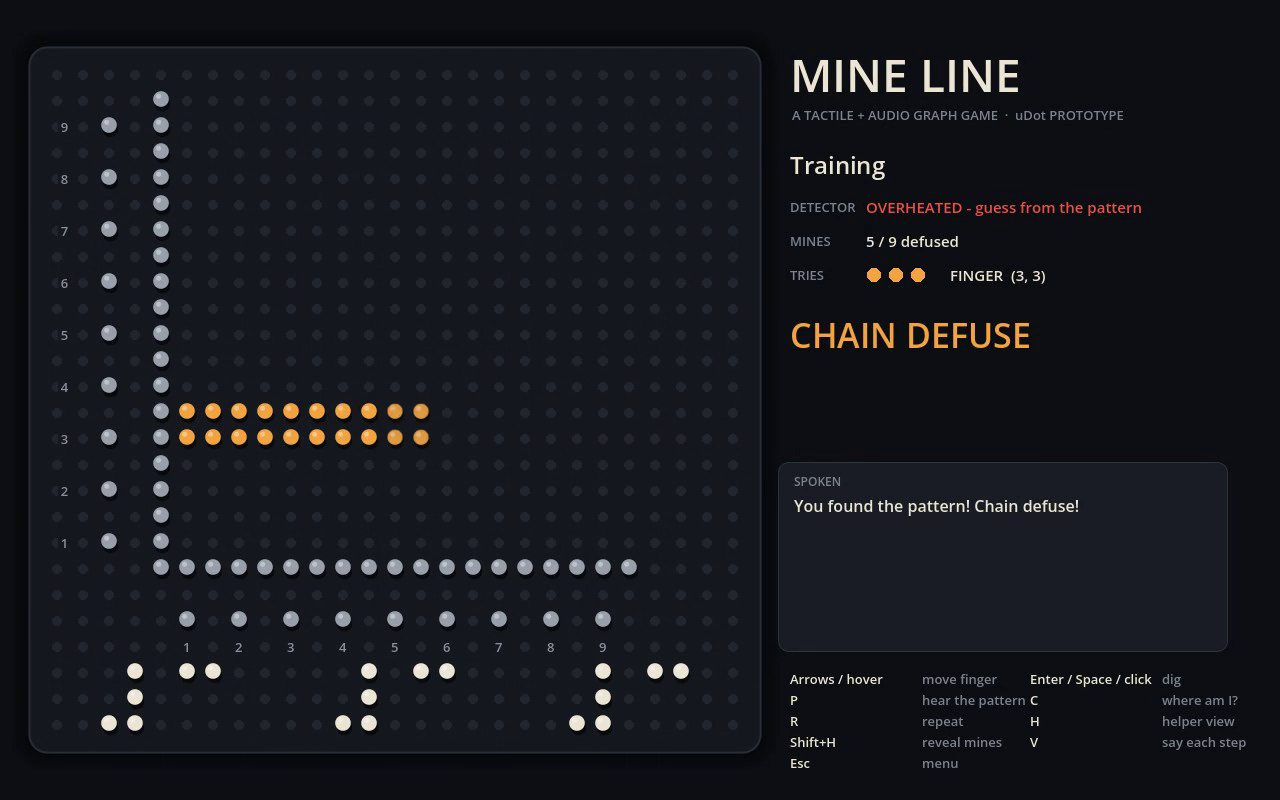 MINE LINE
A TACTILE + AUDIO GRAPH GAME · uDot PROTOTYPE
Training
DETECTOR OVERHEATED - guess from the pattern
MINES 5 / 9 defused
TRIES FINGER (3, 3)
CHAIN DEFUSE
SPOKEN
You found the pattern! Chain defuse!
Arrows / hover move finger Enter / Space / click dig
P hear the pattern C where am I?
R repeat H helper view
Shift+H reveal mines V say each step
Esc menu
9
8
7
6
5
4
3
2
1
1 2 3 4 5 6 7 8 9